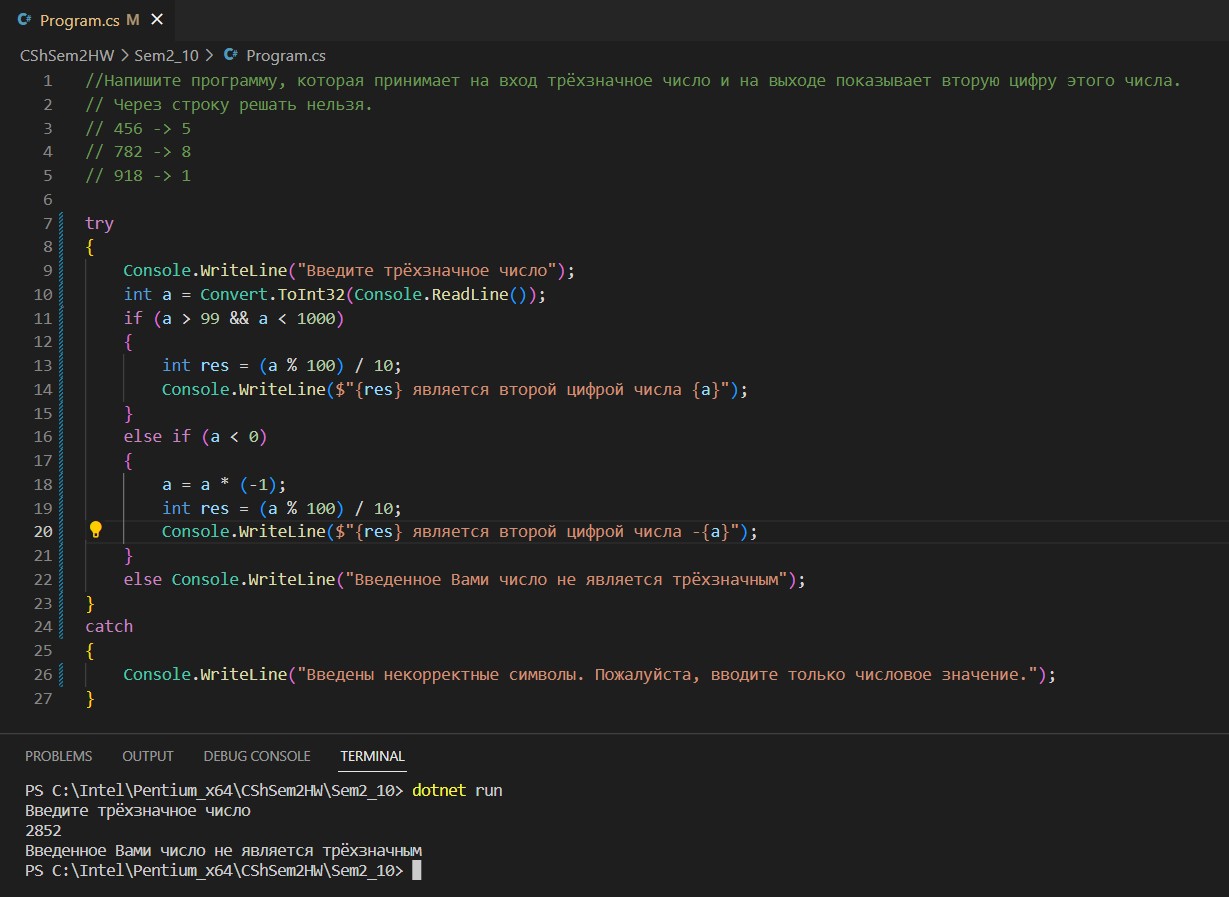 C# Program.cs M ✕
CShSem2HW > Sem2_10 > C# Program.cs
1 //Напишите программу, которая принимает на вход трёхзначное число и на выходе показывает вторую цифру этого числа.
2 // Через строку решать нельзя.
3 // 456 -> 5
4 // 782 -> 8
5 // 918 -> 1
6
7 try
8 {
9     Console.WriteLine("Введите трёхзначное число");
10     int a = Convert.ToInt32(Console.ReadLine());
11     if (a > 99 && a < 1000)
12     {
13         int res = (a % 100) / 10;
14         Console.WriteLine($"{res} является второй цифрой числа {a}");
15     }
16     else if (a < 0)
17     {
18         a = a * (-1);
19         int res = (a % 100) / 10;
20         Console.WriteLine($"{res} является второй цифрой числа -{a}");
21     }
22     else Console.WriteLine("Введенное Вами число не является трёхзначным");
23 }
24 catch
25 {
26     Console.WriteLine("Введены некорректные символы. Пожалуйста, вводите только числовое значение.");
27 }
PROBLEMS OUTPUT DEBUG CONSOLE TERMINAL
PS C:\Intel\Pentium_x64\CShSem2HW\Sem2_10> dotnet run
Введите трёхзначное число
2852
Введенное Вами число не является трёхзначным
PS C:\Intel\Pentium_x64\CShSem2HW\Sem2_10>